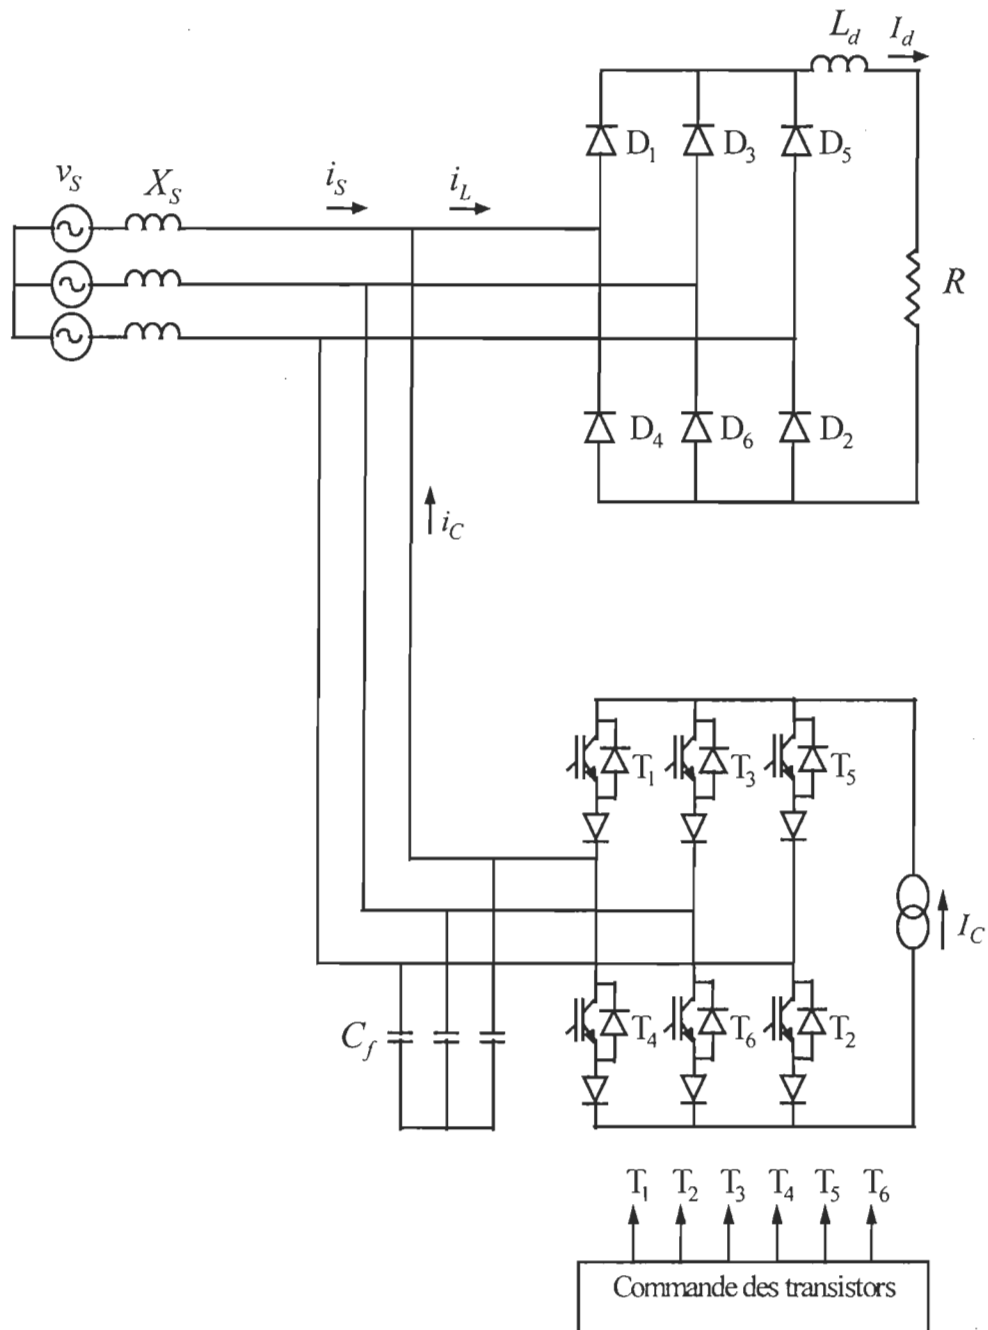 L_d I_d
D_1 D_3 D_5
v_S X_S i_S i_L
R
D_4 D_6 D_2
i_C
T_1 T_3 T_5
I_C
C_f T_4 T_6 T_2
T_1 T_2 T_3 T_4 T_5 T_6
Commande des transistors